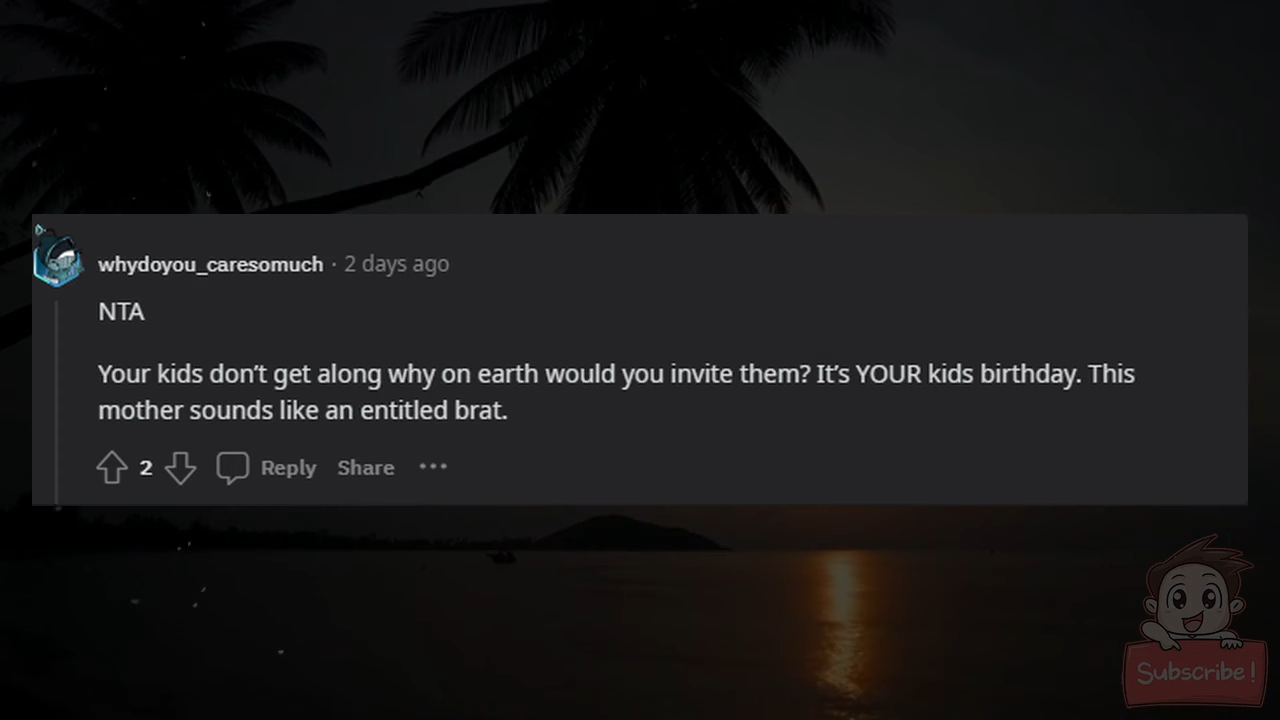 whydoyou_caresomuch · 2 days ago
NTA
Your kids don’t get along why on earth would you invite them? It’s YOUR kids birthday. This
mother sounds like an entitled brat.
2 Reply Share ···
Subscribe!